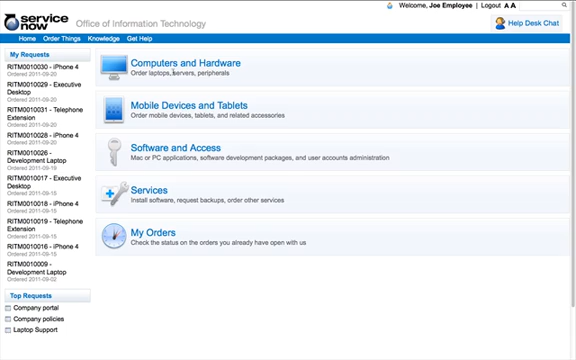 Welcome, Joe Employee | Logout A A
service now
Office of Information Technology
Help Desk Chat
Home Order Things Knowledge Get Help
My Requests
RITM0010030 - iPhone 4
Ordered 2011-09-20
RITM0010029 - Executive
Desktop
Ordered 2011-09-20
RITM0010031 - Telephone
Extension
Ordered 2011-09-20
RITM0010028 - iPhone 4
Ordered 2011-09-20
RITM0010026 -
Development Laptop
Ordered 2011-09-19
RITM0010017 - Executive
Desktop
Ordered 2011-09-15
RITM0010018 - iPhone 4
Ordered 2011-09-15
RITM0010019 - Telephone
Extension
Ordered 2011-09-15
RITM0010016 - iPhone 4
Ordered 2011-09-15
RITM0010009 -
Development Laptop
Ordered 2011-09-02
Top Requests
Company portal
Company policies
Laptop Support
Computers and Hardware
Order laptops, servers, peripherals
Mobile Devices and Tablets
Order mobile devices, tablets, and related accessories
Software and Access
Mac or PC applications, software development packages, and user accounts administration
Services
Install software, request backups, order other services
My Orders
Check the status on the orders you already have open with us